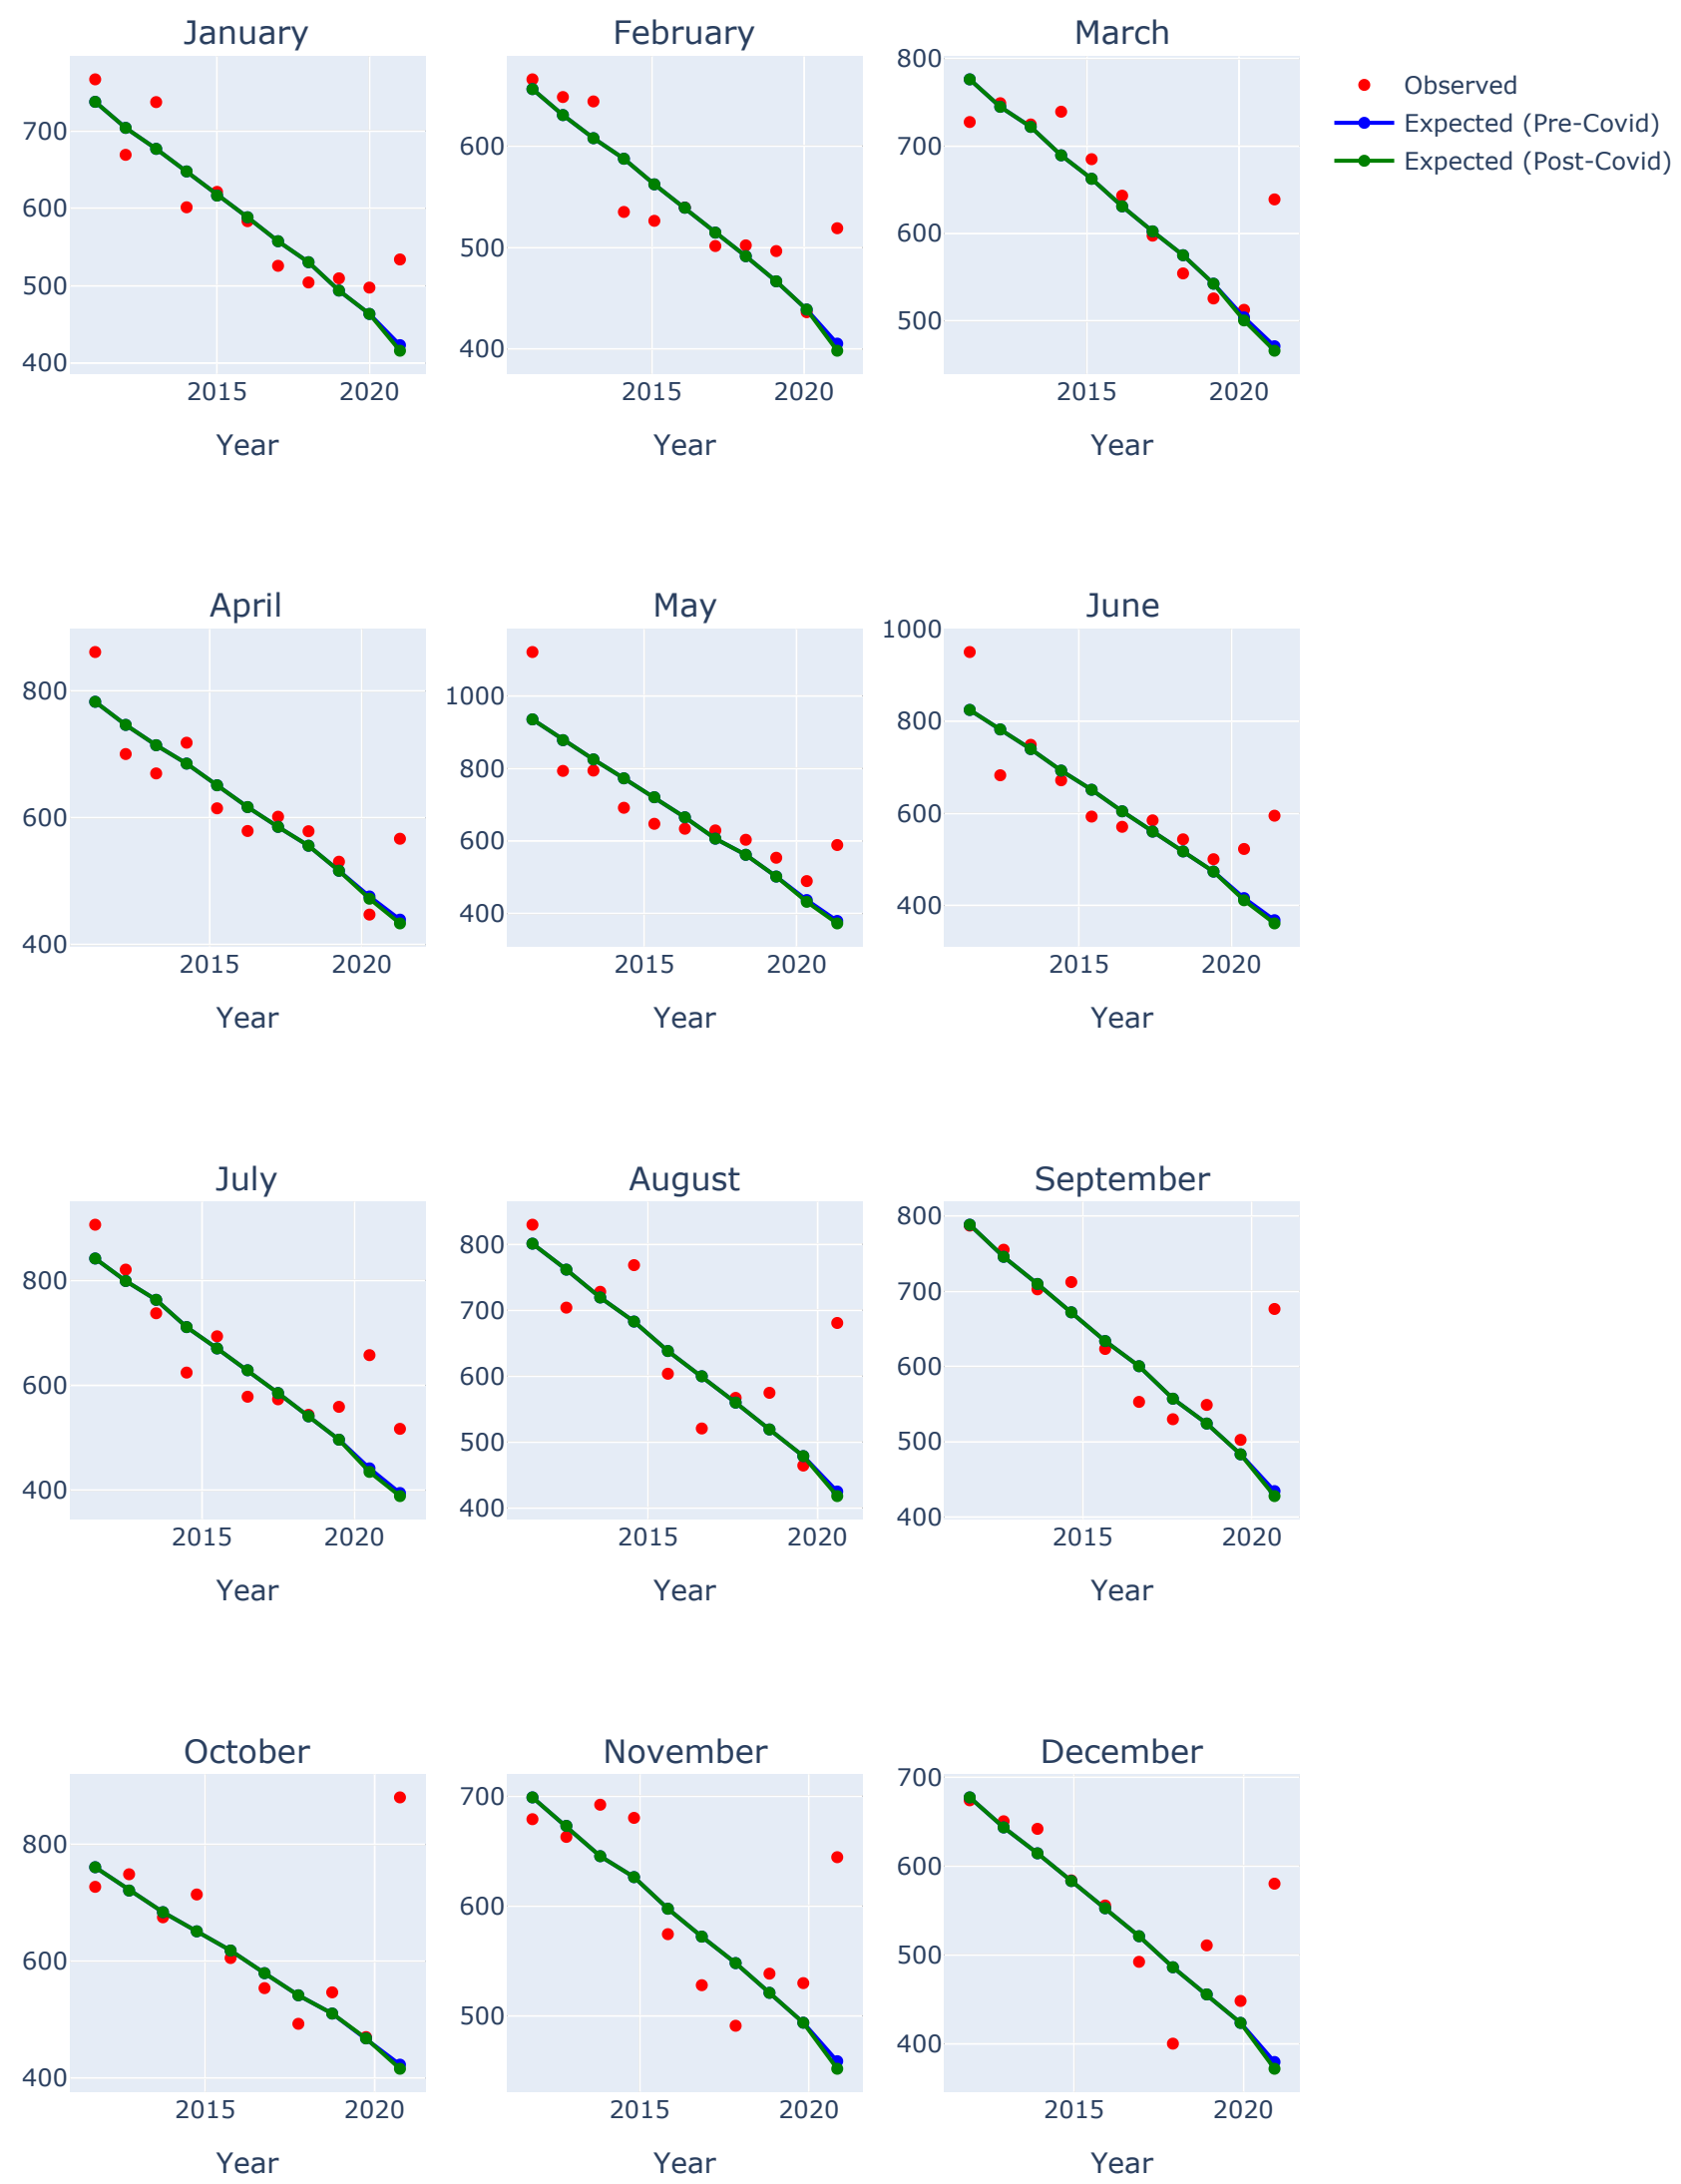 January
February
March
700
600
500
400
600
500
400
800
700
600
500
Observed
Expected (Pre-Covid)
Expected (Post-Covid)
2015 2020
2015 2020
2015 2020
Year
Year
Year
April
May
June
800
600
400
1000
800
600
400
1000
800
600
400
2015 2020
2015 2020
2015 2020
Year
Year
Year
July
August
September
800
600
400
800
700
600
500
400
800
700
600
500
400
2015 2020
2015 2020
2015 2020
Year
Year
Year
October
November
December
800
600
400
700
600
500
700
600
500
400
2015 2020
2015 2020
2015 2020
Year
Year
Year